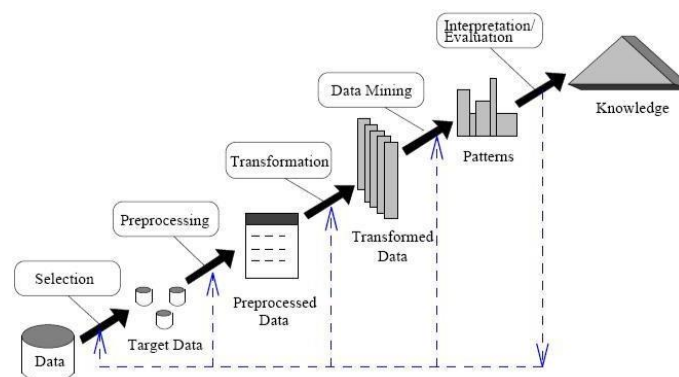 Interpretation/
Evaluation
Data Mining
Knowledge
Transformation
Patterns
Preprocessing
Transformed
Data
Selection
Preprocessed
Data
Target Data
Data